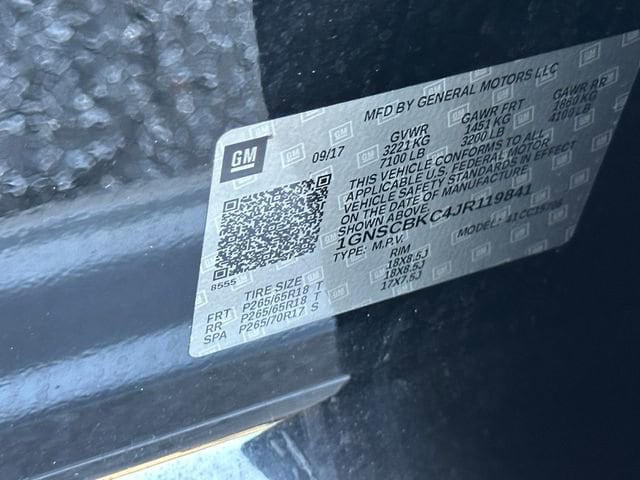 MFD BY GENERAL MOTORS LLC
GM
09/17
GVWR GAWR FRT GAWR RR
3221 KG 1451 KG 1860 KG
7100 LB 3200 LB 4100 LB
THIS VEHICLE CONFORMS TO ALL
APPLICABLE U.S. FEDERAL MOTOR
VEHICLE SAFETY STANDARDS IN EFFECT
ON THE DATE OF MANUFACTURE
SHOWN ABOVE.
1GNSCBKC4JR119841
TYPE: M.P.V. MODEL:
8555
TIRE SIZE RIM
FRT P265/65R18 T 18X8.5J
RR P265/65R18 T 18X8.5J
SPA P265/70R17 S 17X7.5J